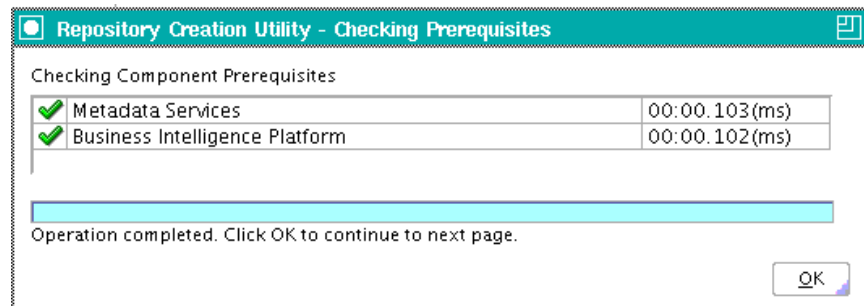 Repository Creation Utility - Checking Prerequisites
Checking Component Prerequisites
Metadata Services 00:00.103(ms)
Business Intelligence Platform 00:00.102(ms)
Operation completed. Click OK to continue to next page.
OK